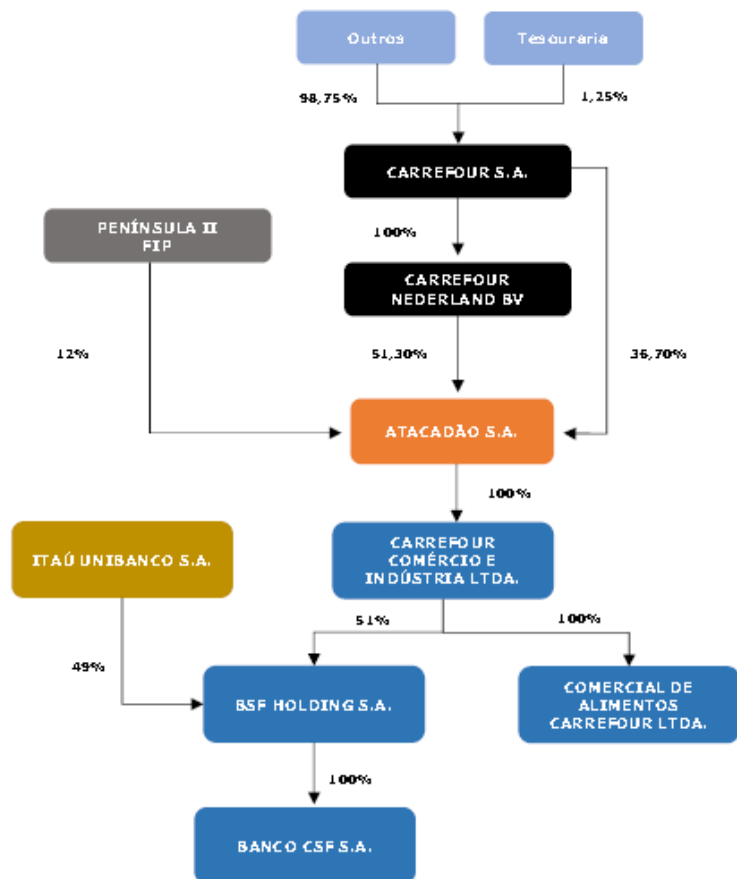 Outros
Tesouraria
98,75%
1,25%
CARREFOUR S.A.
100%
PENÍNSULA II
FIP
CARREFOUR
NEDERLAND BV
12%
51,30%
36,70%
ATACADÃO S.A.
100%
CARREFOUR
COMÉRCIO E
INDÚSTRIA LTDA.
ITAÚ UNIBANCO S.A.
51%
100%
49%
BSF HOLDING S.A.
COMERCIAL DE
ALIMENTOS
CARREFOUR LTDA.
100%
BANCO CSF S.A.